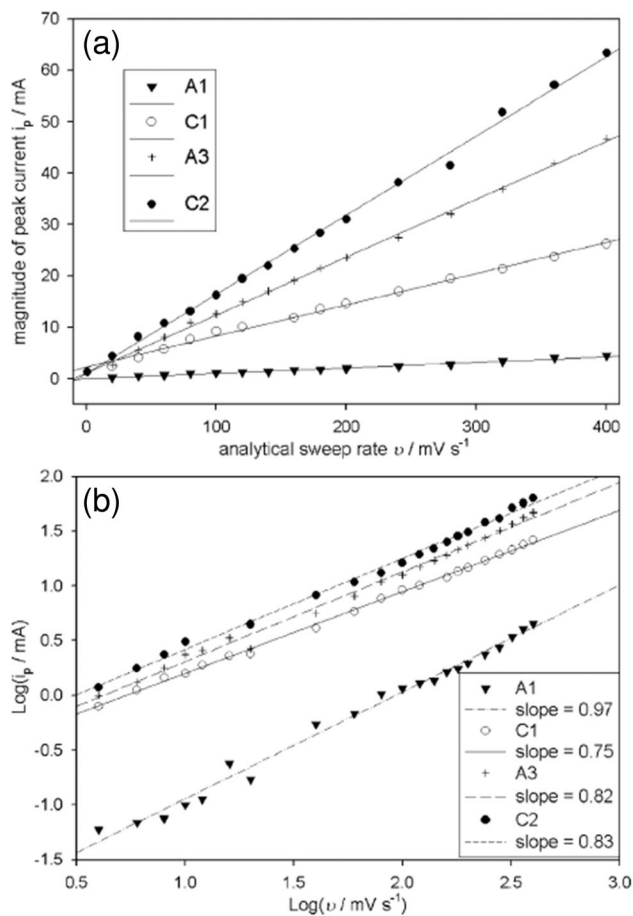 (a)
A1
C1
A3
C2
magnitude of peak current iₚ / mA
70
60
50
40
30
20
10
0
0 100 200 300 400
analytical sweep rate υ / mV s⁻¹
(b)
Log(iₚ / mA)
2.0
1.5
1.0
0.5
0.0
-0.5
-1.0
-1.5
A1
slope = 0.97
C1
slope = 0.75
A3
slope = 0.82
C2
slope = 0.83
0.5 1.0 1.5 2.0 2.5 3.0
Log(υ / mV s⁻¹)